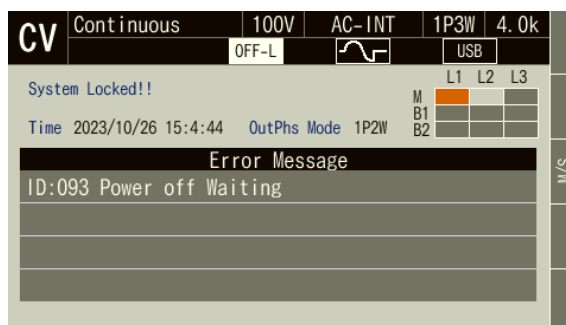 CV Continuous 100V AC-INT 1P3W 4.0k
OFF-L USB
System Locked!!
L1 L2 L3
M
B1
B2
Time 2023/10/26 15:4:44 OutPhs Mode 1P2W
Error Message
ID:093 Power off Waiting
M/S